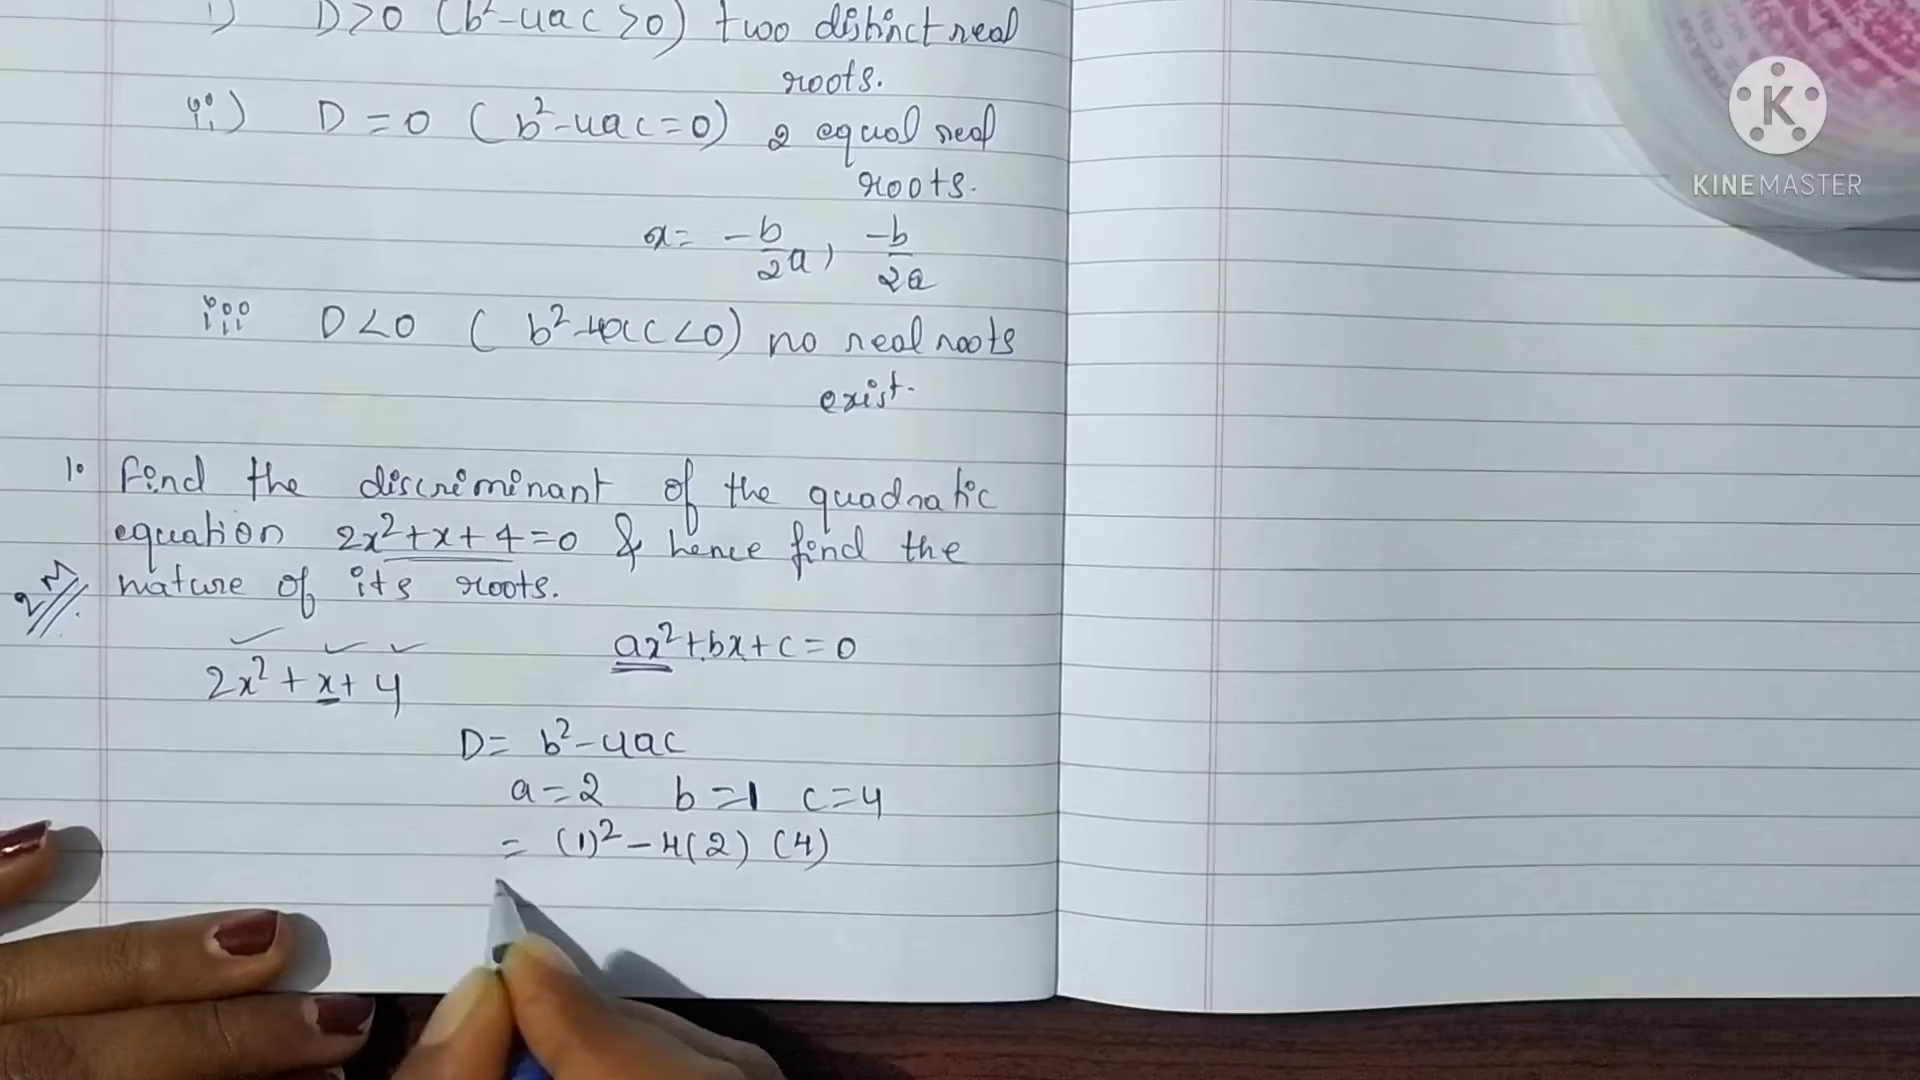 i) D>0 (b²-4ac>0) two distinct real
roots.
ii) D=0 (b²-4ac=0) 2 equal real
roots.
x= -b/2a, -b/2a
iii D<0 (b²-4ac<0) no real roots
exist.
1. Find the discriminant of the quadratic
equation 2x²+x+4=0 & hence find the
nature of its roots.
2M
ax²+bx+c=0
2x²+x+4
D= b²-4ac
a=2 b=1 c=4
= (1)²-4(2) (4)
K
KINEMASTER